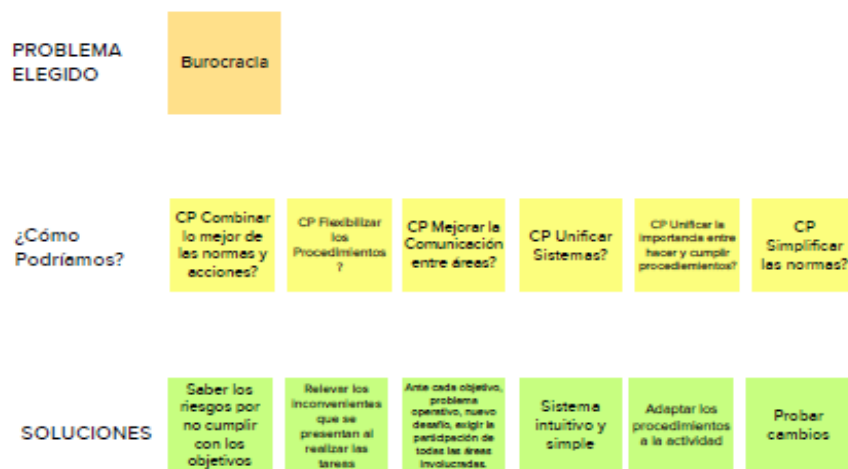 PROBLEMA
ELEGIDO
Burocracia
¿Cómo
Podríamos?
CP Combinar
lo mejor de
las normas y
acciones?
CP Flexibilizar
los
Procedimientos
?
CP Mejorar la
Comunicación
entre áreas?
CP Unificar
Sistemas?
CP Unificar la
importancia entre
hacer y cumplir
procediemientos?
CP
Simplificar
las normas?
SOLUCIONES
Saber los
riesgos por
no cumplir
con los
objetivos
Relevar los
inconvenientes
que se
presentan al
realizar las
tareas
Ante cada objetivo,
problema
operativo, nuevo
desafío, exigir la
participación de
todas las áreas
involucradas.
Sistema
intuitivo y
simple
Adaptar los
procedimientos
a la actividad
Probar
cambios